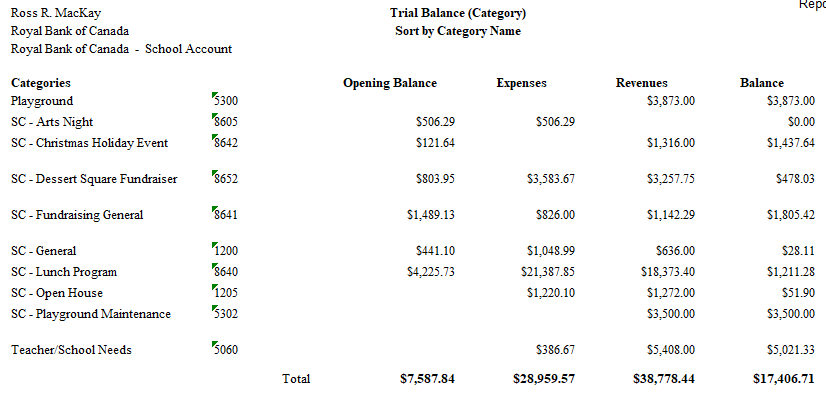 Repo
Ross R. MacKay Trial Balance (Category)
Royal Bank of Canada Sort by Category Name
Royal Bank of Canada - School Account
Categories Opening Balance Expenses Revenues Balance
Playground 5300 $3,873.00 $3,873.00
SC - Arts Night 8605 $506.29 $506.29 $0.00
SC - Christmas Holiday Event 8642 $121.64 $1,316.00 $1,437.64
SC - Dessert Square Fundraiser 8652 $803.95 $3,583.67 $3,257.75 $478.03
SC - Fundraising General 8641 $1,489.13 $826.00 $1,142.29 $1,805.42
SC - General 1200 $441.10 $1,048.99 $636.00 $28.11
SC - Lunch Program 8640 $4,225.73 $21,387.85 $18,373.40 $1,211.28
SC - Open House 1205 $1,220.10 $1,272.00 $51.90
SC - Playground Maintenance 5302 $3,500.00 $3,500.00
Teacher/School Needs 5060 $386.67 $5,408.00 $5,021.33
Total $7,587.84 $28,959.57 $38,778.44 $17,406.71